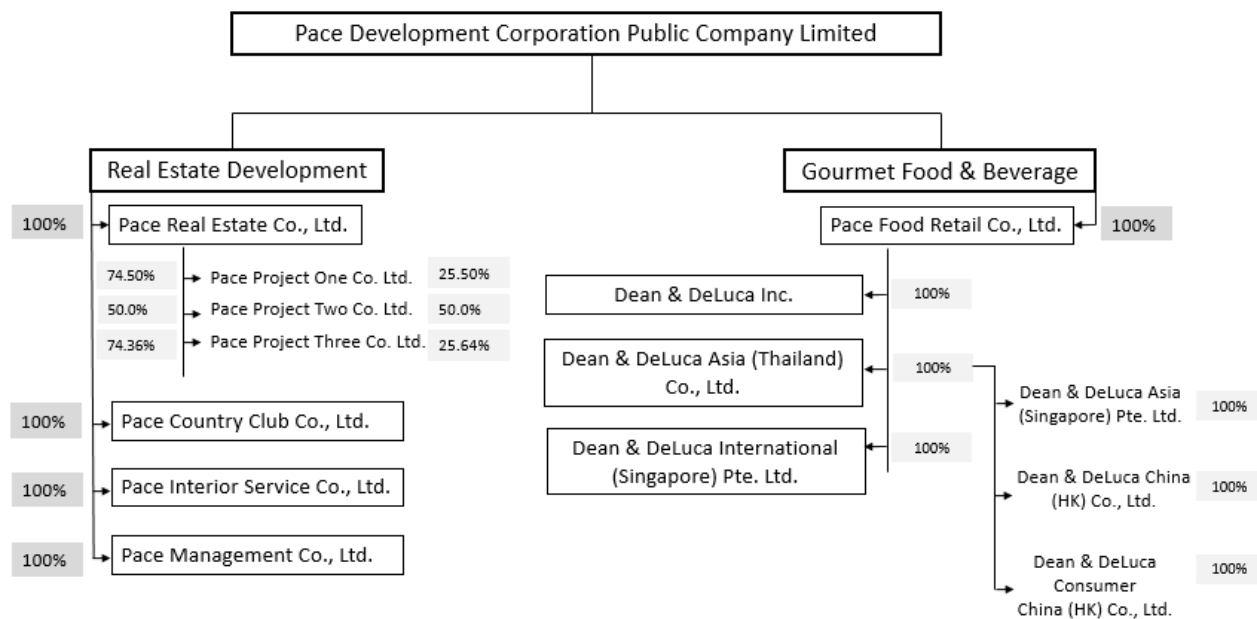 Pace Development Corporation Public Company Limited
Real Estate Development
100%
Pace Real Estate Co., Ltd.
74.50%
Pace Project One Co. Ltd.
25.50%
50.0%
Pace Project Two Co. Ltd.
50.0%
74.36%
Pace Project Three Co. Ltd.
25.64%
100%
Pace Country Club Co., Ltd.
100%
Pace Interior Service Co., Ltd.
100%
Pace Management Co., Ltd.
Gourmet Food & Beverage
Pace Food Retail Co., Ltd.
100%
Dean & DeLuca Inc.
100%
Dean & DeLuca Asia (Thailand)
Co., Ltd.
100%
Dean & DeLuca International
(Singapore) Pte. Ltd.
100%
Dean & DeLuca Asia
(Singapore) Pte. Ltd.
100%
Dean & DeLuca China
(HK) Co., Ltd.
100%
Dean & DeLuca
Consumer
China (HK) Co., Ltd.
100%